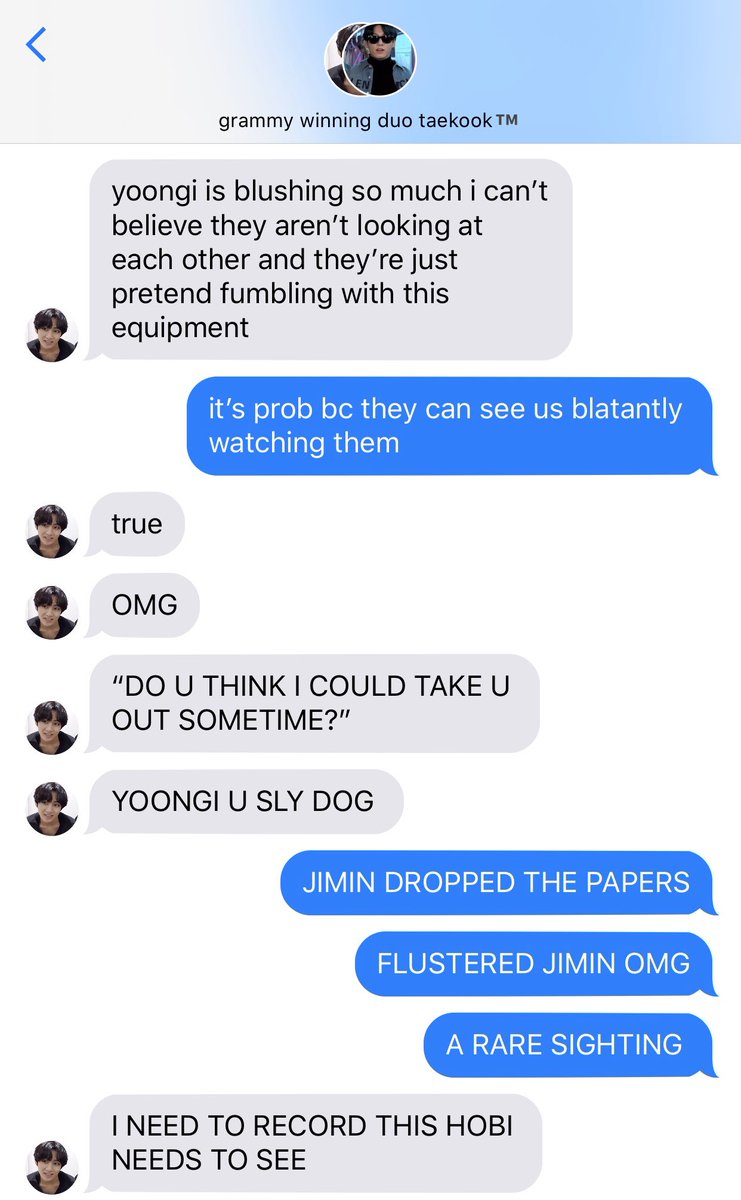 grammy winning duo taekook™
yoongi is blushing so much i can’t
believe they aren’t looking at
each other and they’re just
pretend fumbling with this
equipment
it’s prob bc they can see us blatantly
watching them
true
OMG
“DO U THINK I COULD TAKE U
OUT SOMETIME?”
YOONGI U SLY DOG
JIMIN DROPPED THE PAPERS
FLUSTERED JIMIN OMG
A RARE SIGHTING
I NEED TO RECORD THIS HOBI
NEEDS TO SEE